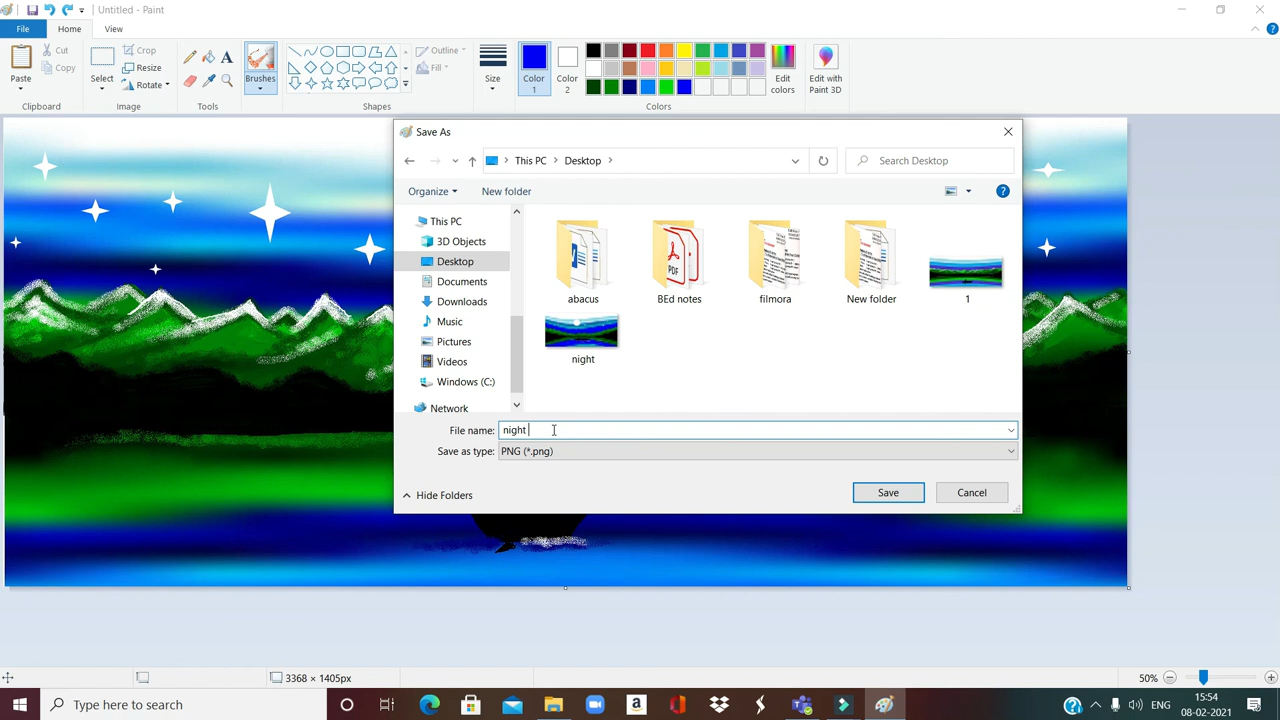 Untitled - Paint
File
Home
View
Paste
Cut
Copy
Clipboard
Select
Crop
Resize
Rotate
Image
Tools
Brushes
Shapes
Outline
Fill
Size
Color 1
Color 2
Colors
Edit colors
Edit with Paint 3D
Save As
This PC
Desktop
Search Desktop
Organize
New folder
This PC
3D Objects
Desktop
Documents
Downloads
Music
Pictures
Videos
Windows (C:)
Network
abacus
BEd notes
filmora
New folder
1
PDF
night
File name: night
Save as type: PNG (*.png)
Hide Folders
Save
Cancel
3368 × 1405px
50%
Type here to search
ENG
15:54
08-02-2021